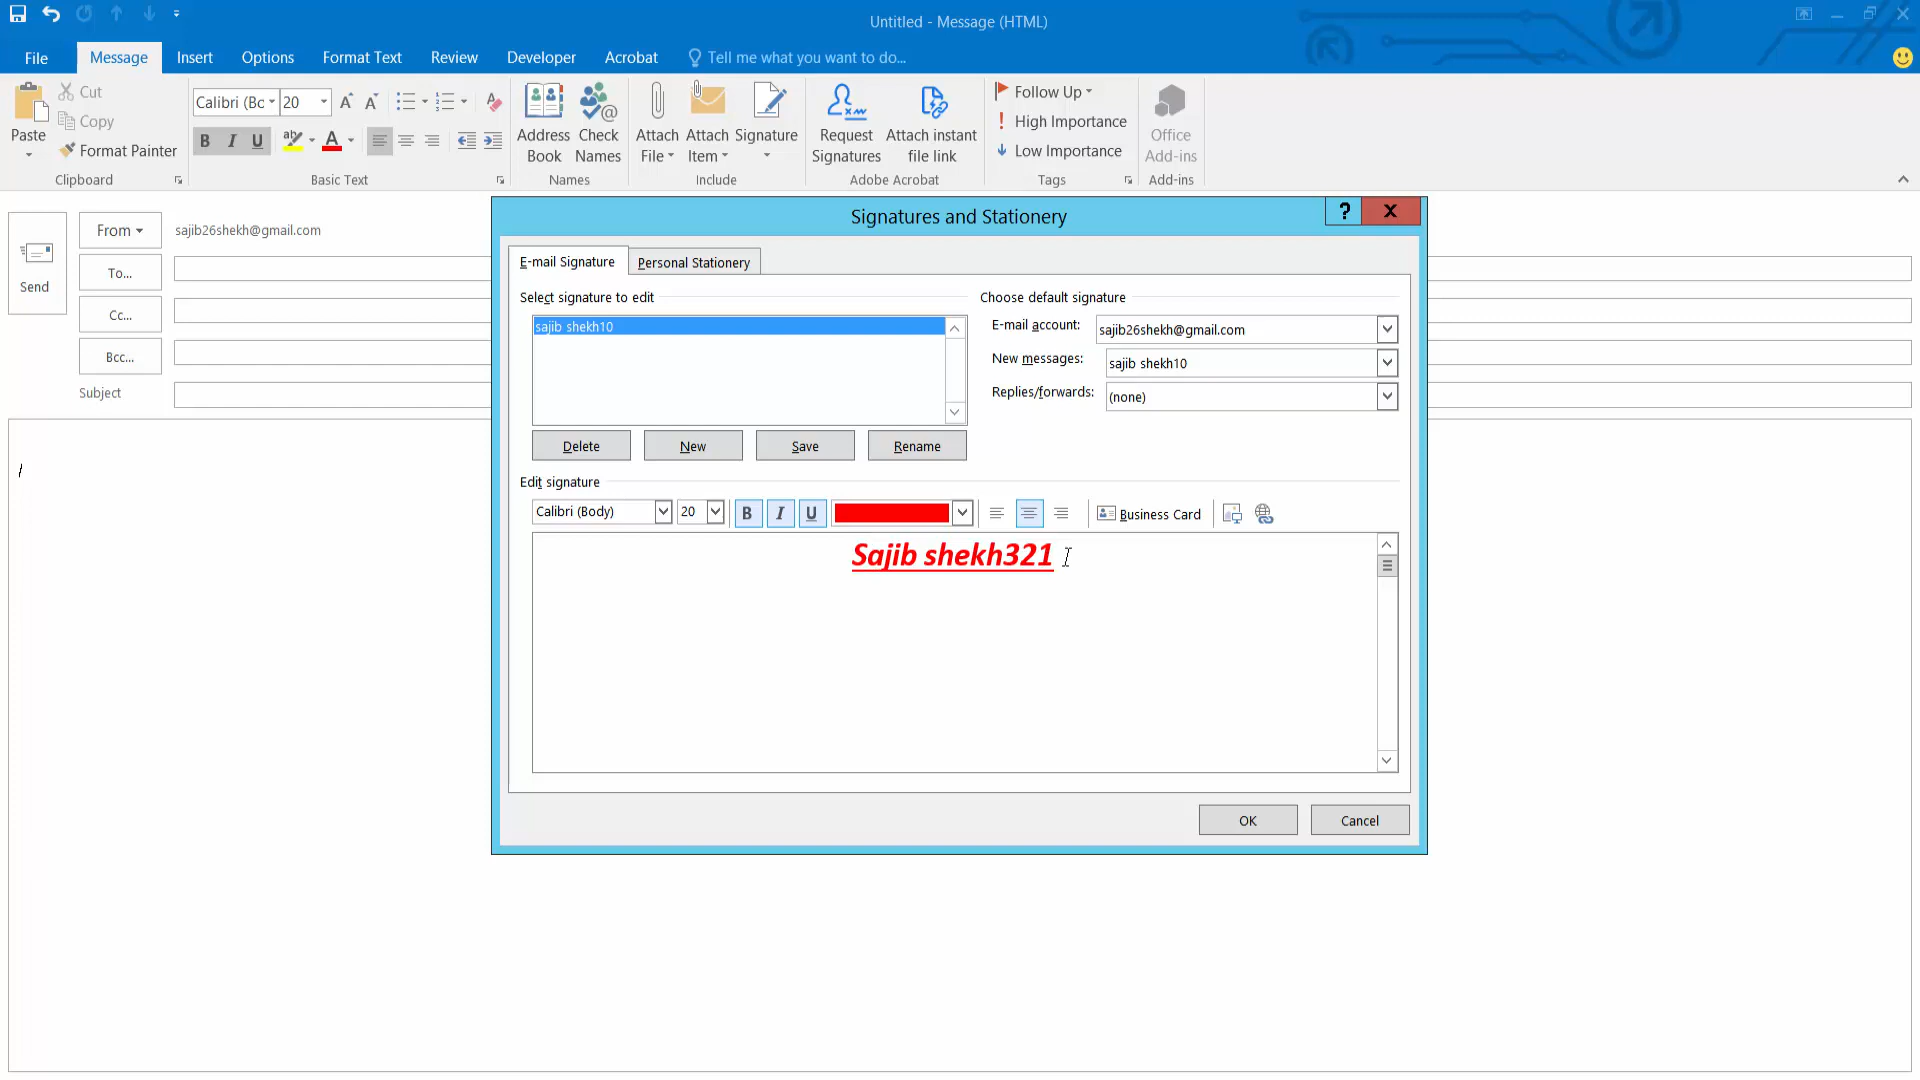 Untitled - Message (HTML)
File Message Insert Options Format Text Review Developer Acrobat Tell me what you want to do...
Paste
Cut
Copy
Format Painter
Clipboard
Calibri (Bc 20
B I U A
Basic Text
Address Book
Check Names
Names
Attach File
Attach Item
Signature
Include
Request Signatures
Attach instant file link
Adobe Acrobat
Follow Up
High Importance
Low Importance
Tags
Office Add-ins
Add-ins
Send
From sajib26shekh@gmail.com
To...
Cc...
Bcc...
Subject
Signatures and Stationery
?
X
E-mail Signature Personal Stationery
Select signature to edit
sajib shekh10
Delete New Save Rename
Choose default signature
E-mail account: sajib26shekh@gmail.com
New messages: sajib shekh10
Replies/forwards: (none)
Edit signature
Calibri (Body) 20 B I U Business Card
Sajib shekh321
OK Cancel